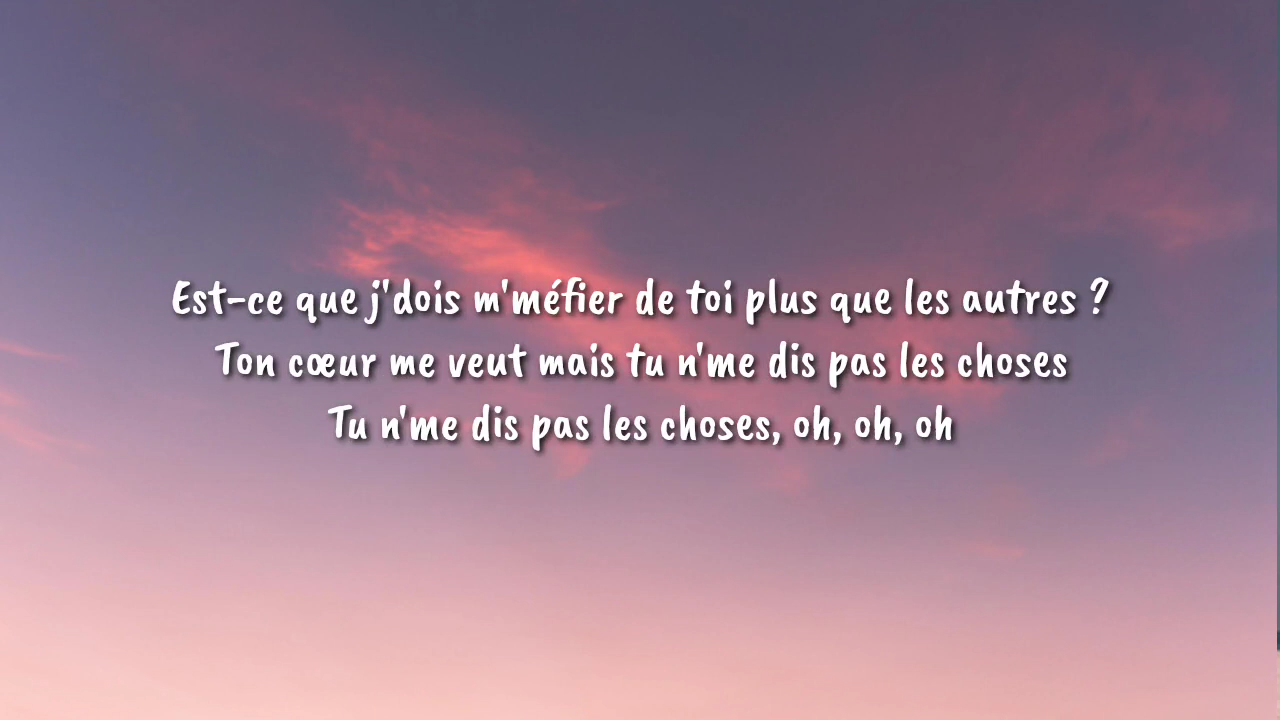 Est-ce que j'dois m'méfier de toi plus que les autres ?
Ton cœur me veut mais tu n'me dis pas les choses
Tu n'me dis pas les choses, oh, oh, oh